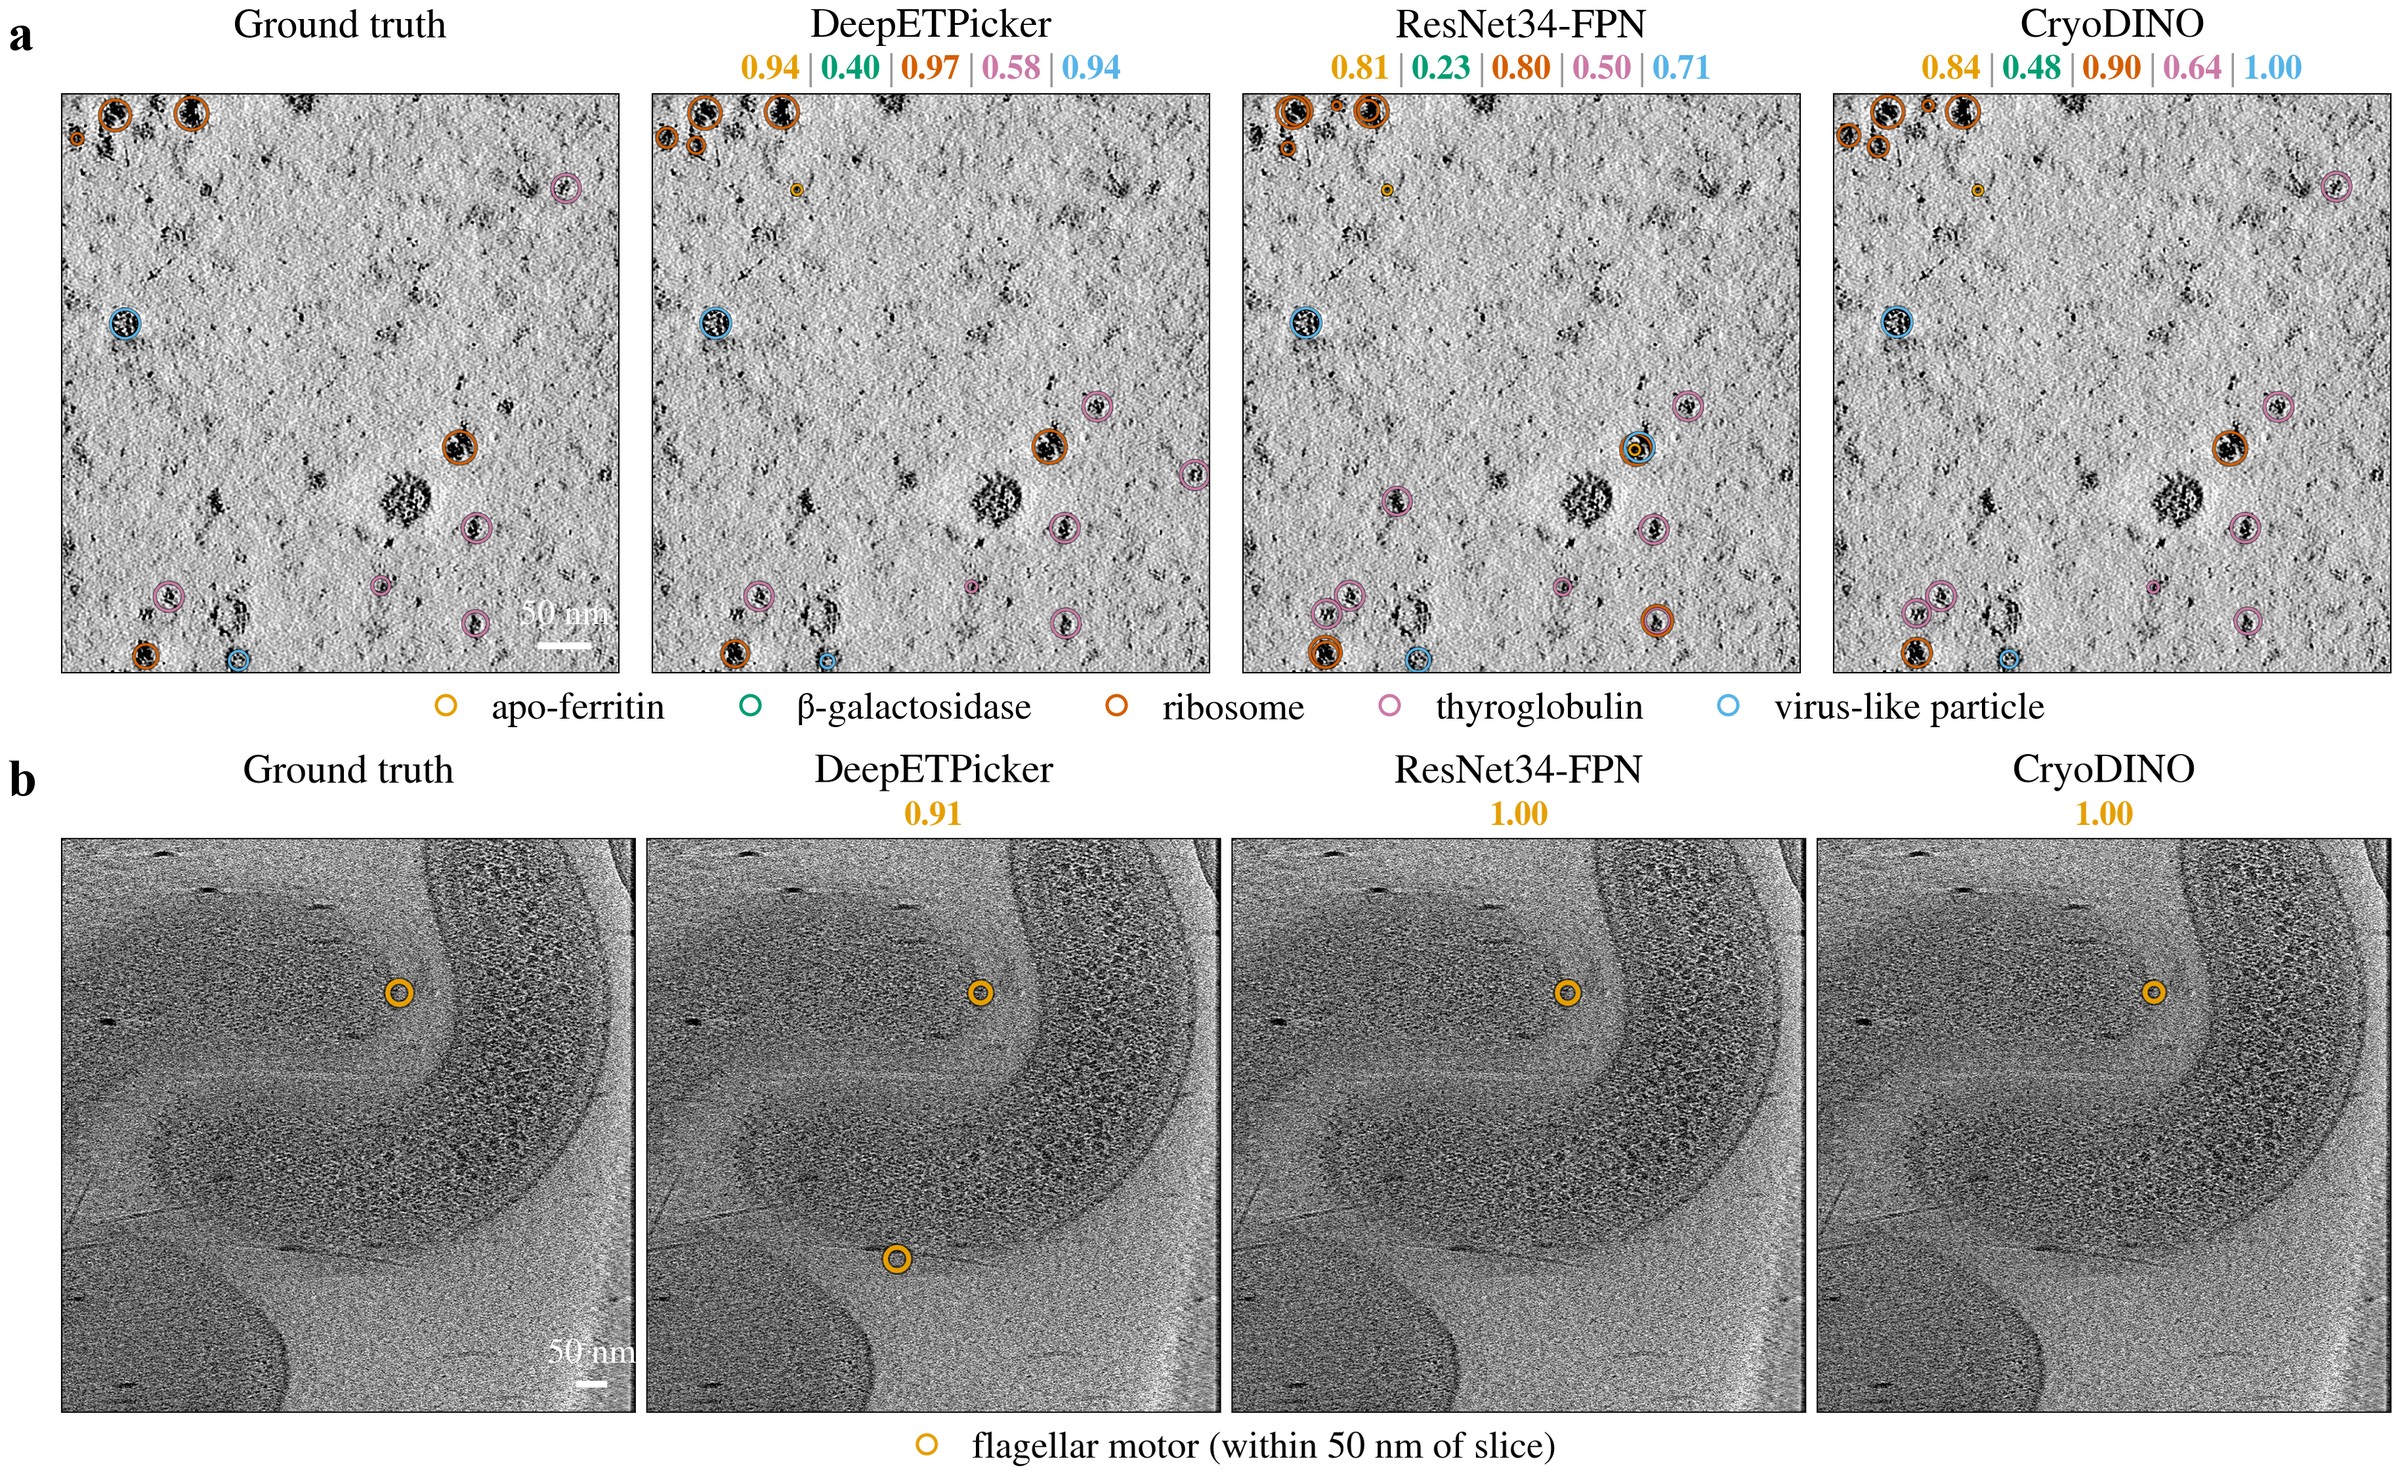 a
Ground truth
DeepETPicker
ResNet34-FPN
CryoDINO
0.94 | 0.40 | 0.97 | 0.58 | 0.94
0.81 | 0.23 | 0.80 | 0.50 | 0.71
0.84 | 0.48 | 0.90 | 0.64 | 1.00
50 nm
apo-ferritin
β-galactosidase
ribosome
thyroglobulin
virus-like particle
b
Ground truth
DeepETPicker
ResNet34-FPN
CryoDINO
0.91
1.00
1.00
50 nm
flagellar motor (within 50 nm of slice)